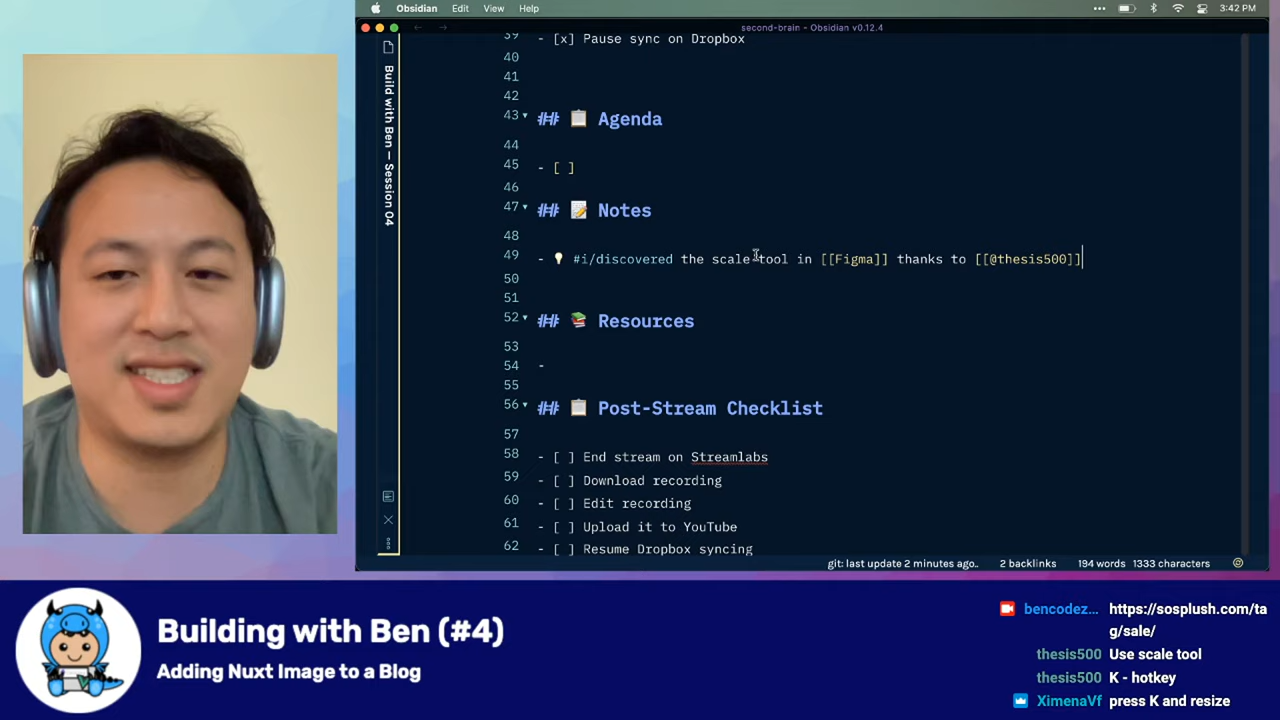 Obsidian Edit View Help
3:42 PM
second-brain - Obsidian v0.12.4
Build with Ben — Session 04
39 - [x] Pause sync on Dropbox
40
41
42
43 ## 📋 Agenda
44
45 - [ ]
46
47 ## 📝 Notes
48
49 - 💡 #i/discovered the scale tool in [[Figma]] thanks to [[@thesis500]]
50
51
52 ## 📚 Resources
53
54 -
55
56 ## 📋 Post-Stream Checklist
57
58 - [ ] End stream on Streamlabs
59 - [ ] Download recording
60 - [ ] Edit recording
61 - [ ] Upload it to YouTube
62 - [ ] Resume Dropbox syncing
git: last update 2 minutes ago.. 2 backlinks 194 words 1333 characters
Building with Ben (#4)
Adding Nuxt Image to a Blog
bencodez... https://sosplush.com/ta
g/sale/
thesis500 Use scale tool
thesis500 K - hotkey
XimenaVf press K and resize